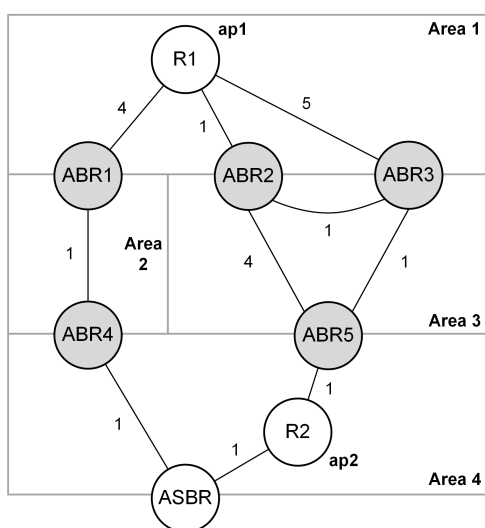 ap1
Area 1
R1
4
1
5
ABR1
ABR2
ABR3
1
1
Area
2
4
1
ABR4
ABR5
Area 3
1
1
R2
1
ap2
ASBR
Area 4